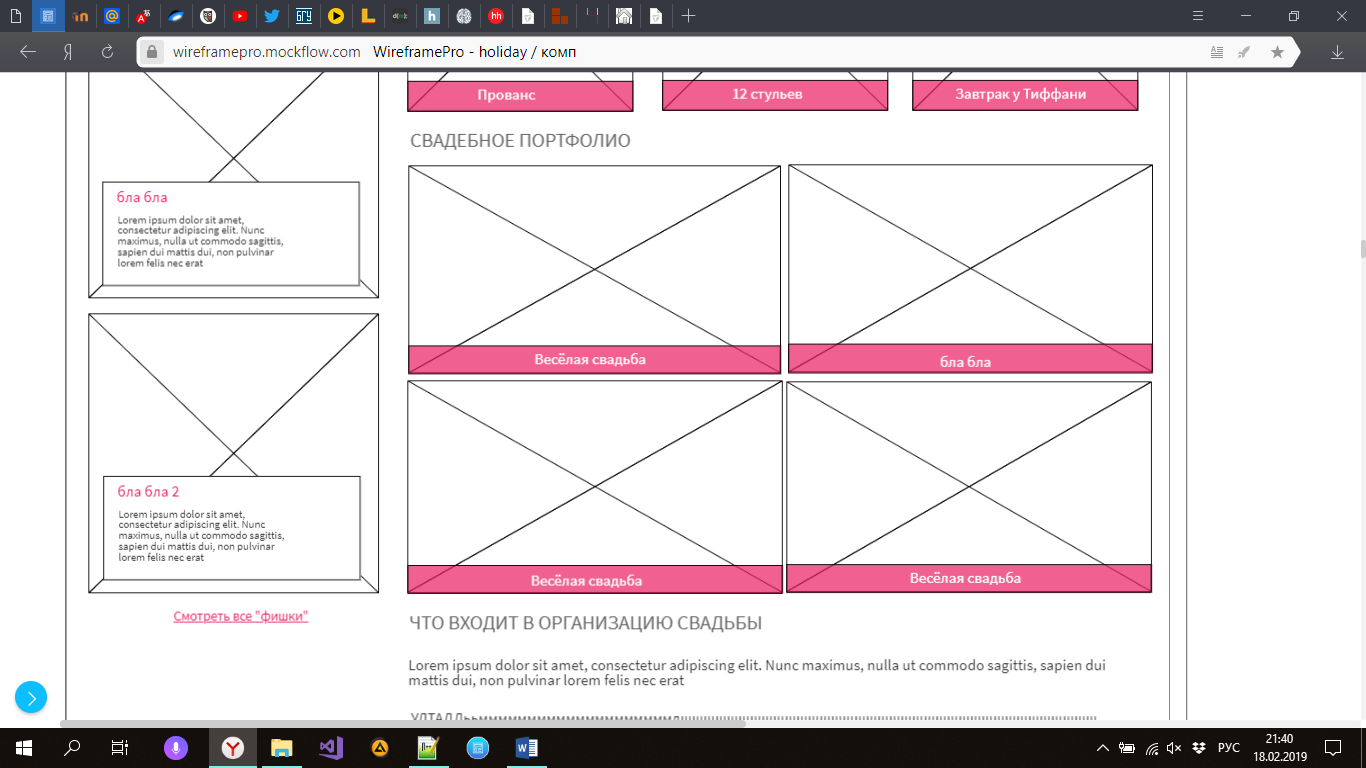 wireframepro.mockflow.com WireframePro - holiday / комп
Прованс
12 стульев
Завтрак у Тиффани
СВАДЕБНОЕ ПОРТФОЛИО
бла бла
Lorem ipsum dolor sit amet,
consectetur adipiscing elit. Nunc
maximus, nulla ut commodo sagittis,
sapien dui mattis dui, non pulvinar
lorem felis nec erat
Весёлая свадьба
бла бла
бла бла 2
Lorem ipsum dolor sit amet,
consectetur adipiscing elit. Nunc
maximus, nulla ut commodo sagittis,
sapien dui mattis dui, non pulvinar
lorem felis nec erat
Весёлая свадьба
Весёлая свадьба
Смотреть все "фишки"
ЧТО ВХОДИТ В ОРГАНИЗАЦИЮ СВАДЬБЫ
Lorem ipsum dolor sit amet, consectetur adipiscing elit. Nunc maximus, nulla ut commodo sagittis, sapien dui
mattis dui, non pulvinar lorem felis nec erat
РУС
21:40
18.02.2019